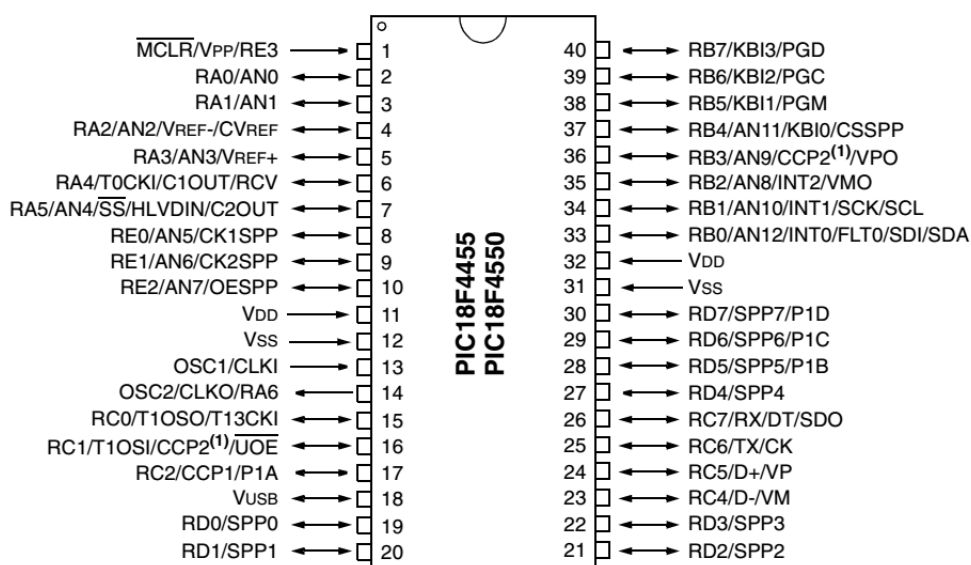 MCLR/VPP/RE3 1
RA0/AN0 2
RA1/AN1 3
RA2/AN2/VREF-/CVREF 4
RA3/AN3/VREF+ 5
RA4/T0CKI/C1OUT/RCV 6
RA5/AN4/SS/HLVDIN/C2OUT 7
RE0/AN5/CK1SPP 8
RE1/AN6/CK2SPP 9
RE2/AN7/OESPP 10
VDD 11
VSS 12
OSC1/CLKI 13
OSC2/CLKO/RA6 14
RC0/T1OSO/T13CKI 15
RC1/T1OSI/CCP2(1)/UOE 16
RC2/CCP1/P1A 17
VUSB 18
RD0/SPP0 19
RD1/SPP1 20
PIC18F4455
PIC18F4550
40 RB7/KBI3/PGD
39 RB6/KBI2/PGC
38 RB5/KBI1/PGM
37 RB4/AN11/KBI0/CSSPP
36 RB3/AN9/CCP2(1)/VPO
35 RB2/AN8/INT2/VMO
34 RB1/AN10/INT1/SCK/SCL
33 RB0/AN12/INT0/FLT0/SDI/SDA
32 VDD
31 VSS
30 RD7/SPP7/P1D
29 RD6/SPP6/P1C
28 RD5/SPP5/P1B
27 RD4/SPP4
26 RC7/RX/DT/SDO
25 RC6/TX/CK
24 RC5/D+/VP
23 RC4/D-/VM
22 RD3/SPP3
21 RD2/SPP2